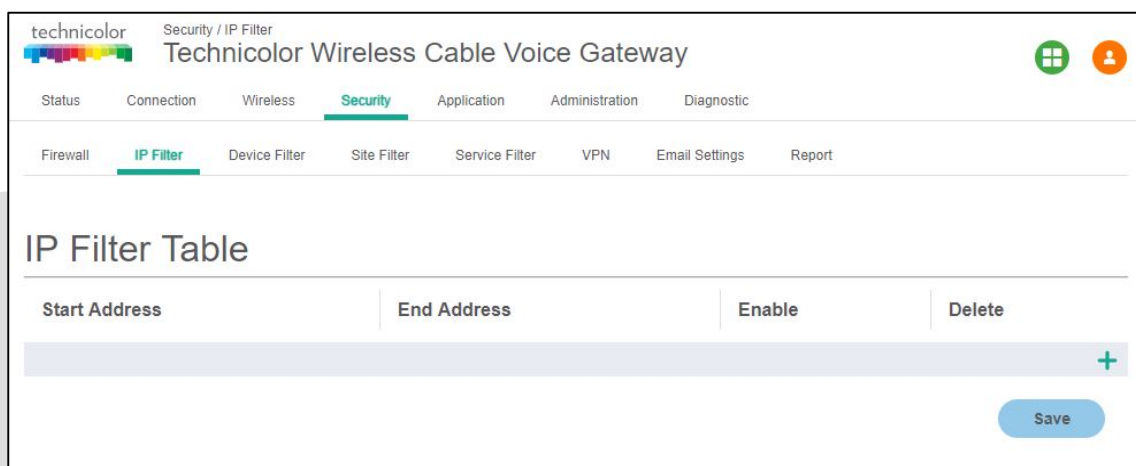 technicolor
Security / IP Filter
Technicolor Wireless Cable Voice Gateway
Status Connection Wireless Security Application Administration Diagnostic
Firewall IP Filter Device Filter Site Filter Service Filter VPN Email Settings Report
IP Filter Table
Start Address End Address Enable Delete
+
Save